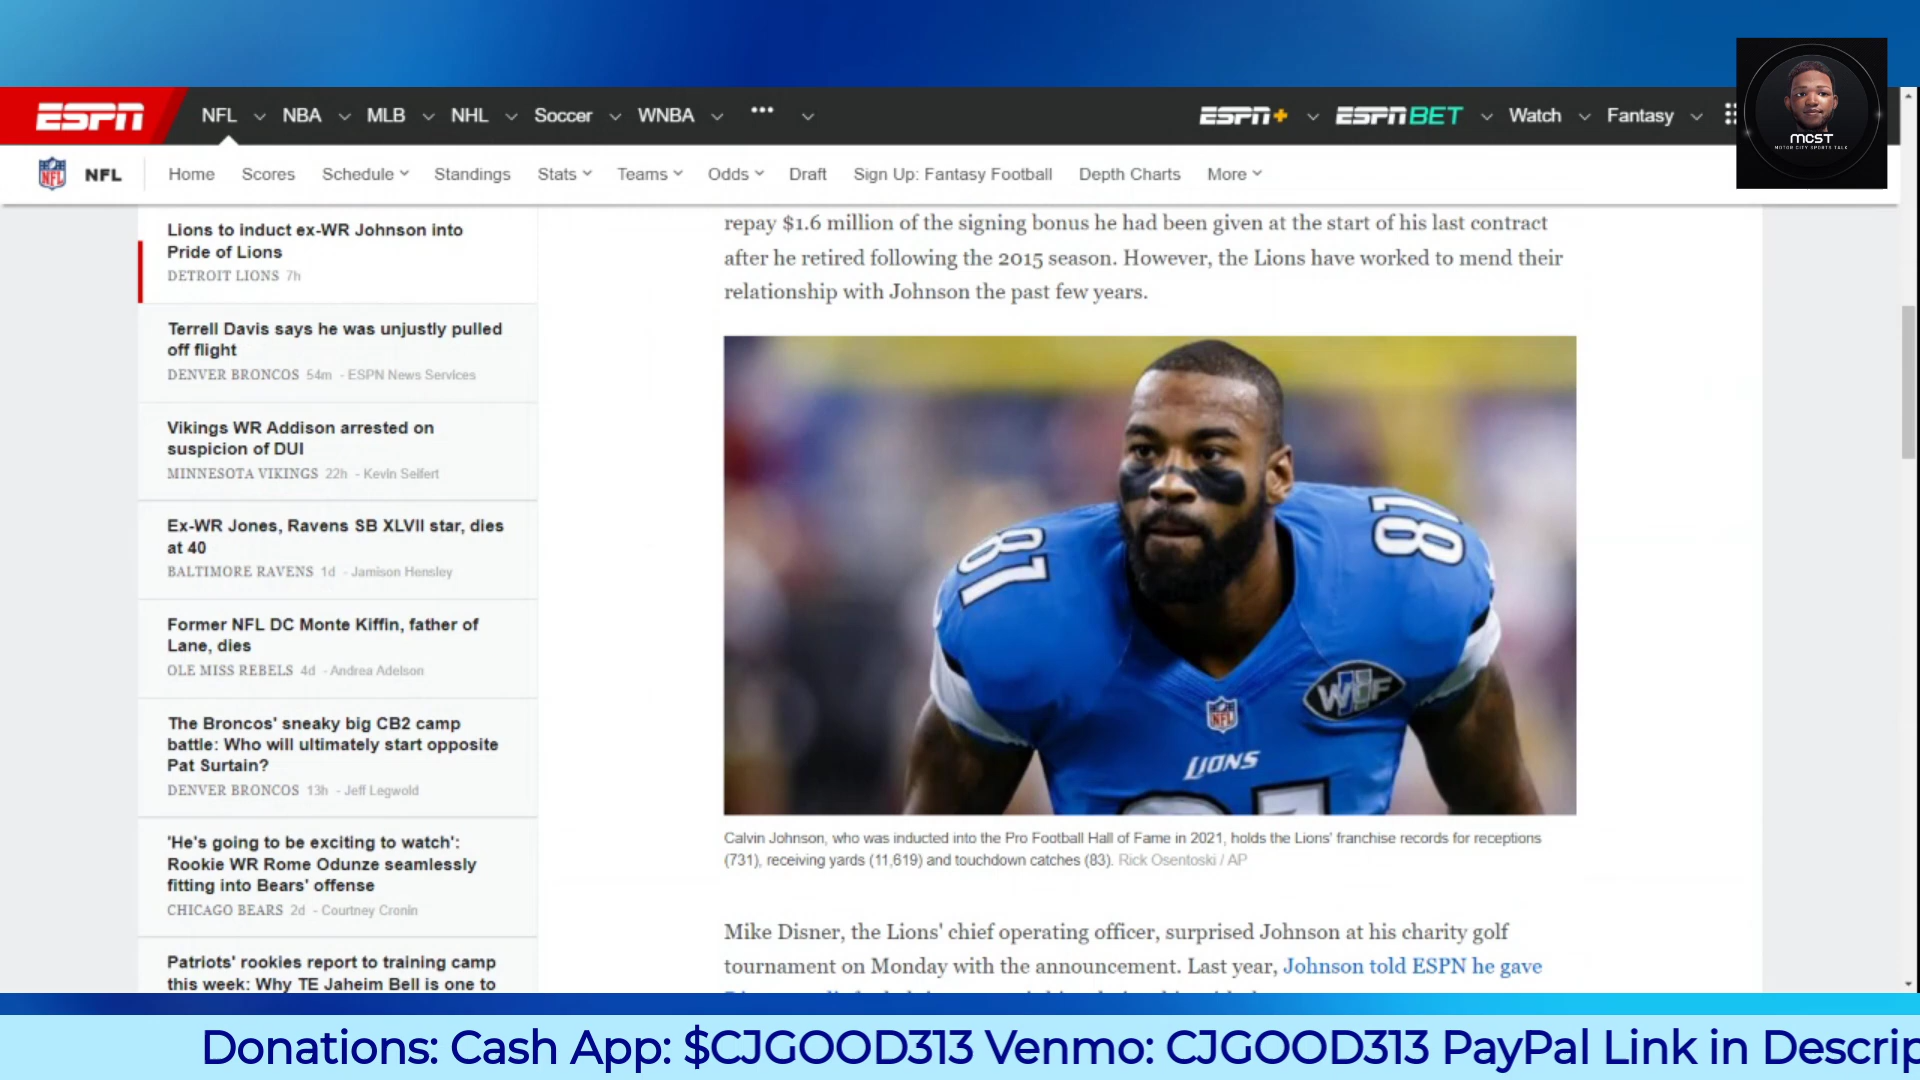 ESPN NFL NBA MLB NHL Soccer WNBA ••• ESPN+ ESPN BET Watch Fantasy
MCST
MOTOR CITY SPORTS TALK
NFL NFL Home Scores Schedule Standings Stats Teams Odds Draft Sign Up: Fantasy Football Depth Charts More
Lions to induct ex-WR Johnson into
Pride of Lions
DETROIT LIONS 7h
Terrell Davis says he was unjustly pulled
off flight
DENVER BRONCOS 54m - ESPN News Services
Vikings WR Addison arrested on
suspicion of DUI
MINNESOTA VIKINGS 22h - Kevin Seifert
Ex-WR Jones, Ravens SB XLVII star, dies
at 40
BALTIMORE RAVENS 1d - Jamison Hensley
Former NFL DC Monte Kiffin, father of
Lane, dies
OLE MISS REBELS 4d - Andrea Adelson
The Broncos' sneaky big CB2 camp
battle: Who will ultimately start opposite
Pat Surtain?
DENVER BRONCOS 13h - Jeff Legwold
'He's going to be exciting to watch':
Rookie WR Rome Odunze seamlessly
fitting into Bears' offense
CHICAGO BEARS 2d - Courtney Cronin
Patriots' rookies report to training camp
this week: Why TE Jaheim Bell is one to
repay $1.6 million of the signing bonus he had been given at the start of his last contract
after he retired following the 2015 season. However, the Lions have worked to mend their
relationship with Johnson the past few years.
81
81
WCF
NFL
LIONS
Calvin Johnson, who was inducted into the Pro Football Hall of Fame in 2021, holds the Lions' franchise records for receptions
(731), receiving yards (11,619) and touchdown catches (83). Rick Osentoski / AP
Mike Disner, the Lions' chief operating officer, surprised Johnson at his charity golf
tournament on Monday with the announcement. Last year, Johnson told ESPN he gave
Donations: Cash App: $CJGOOD313 Venmo: CJGOOD313 PayPal Link in Descrip